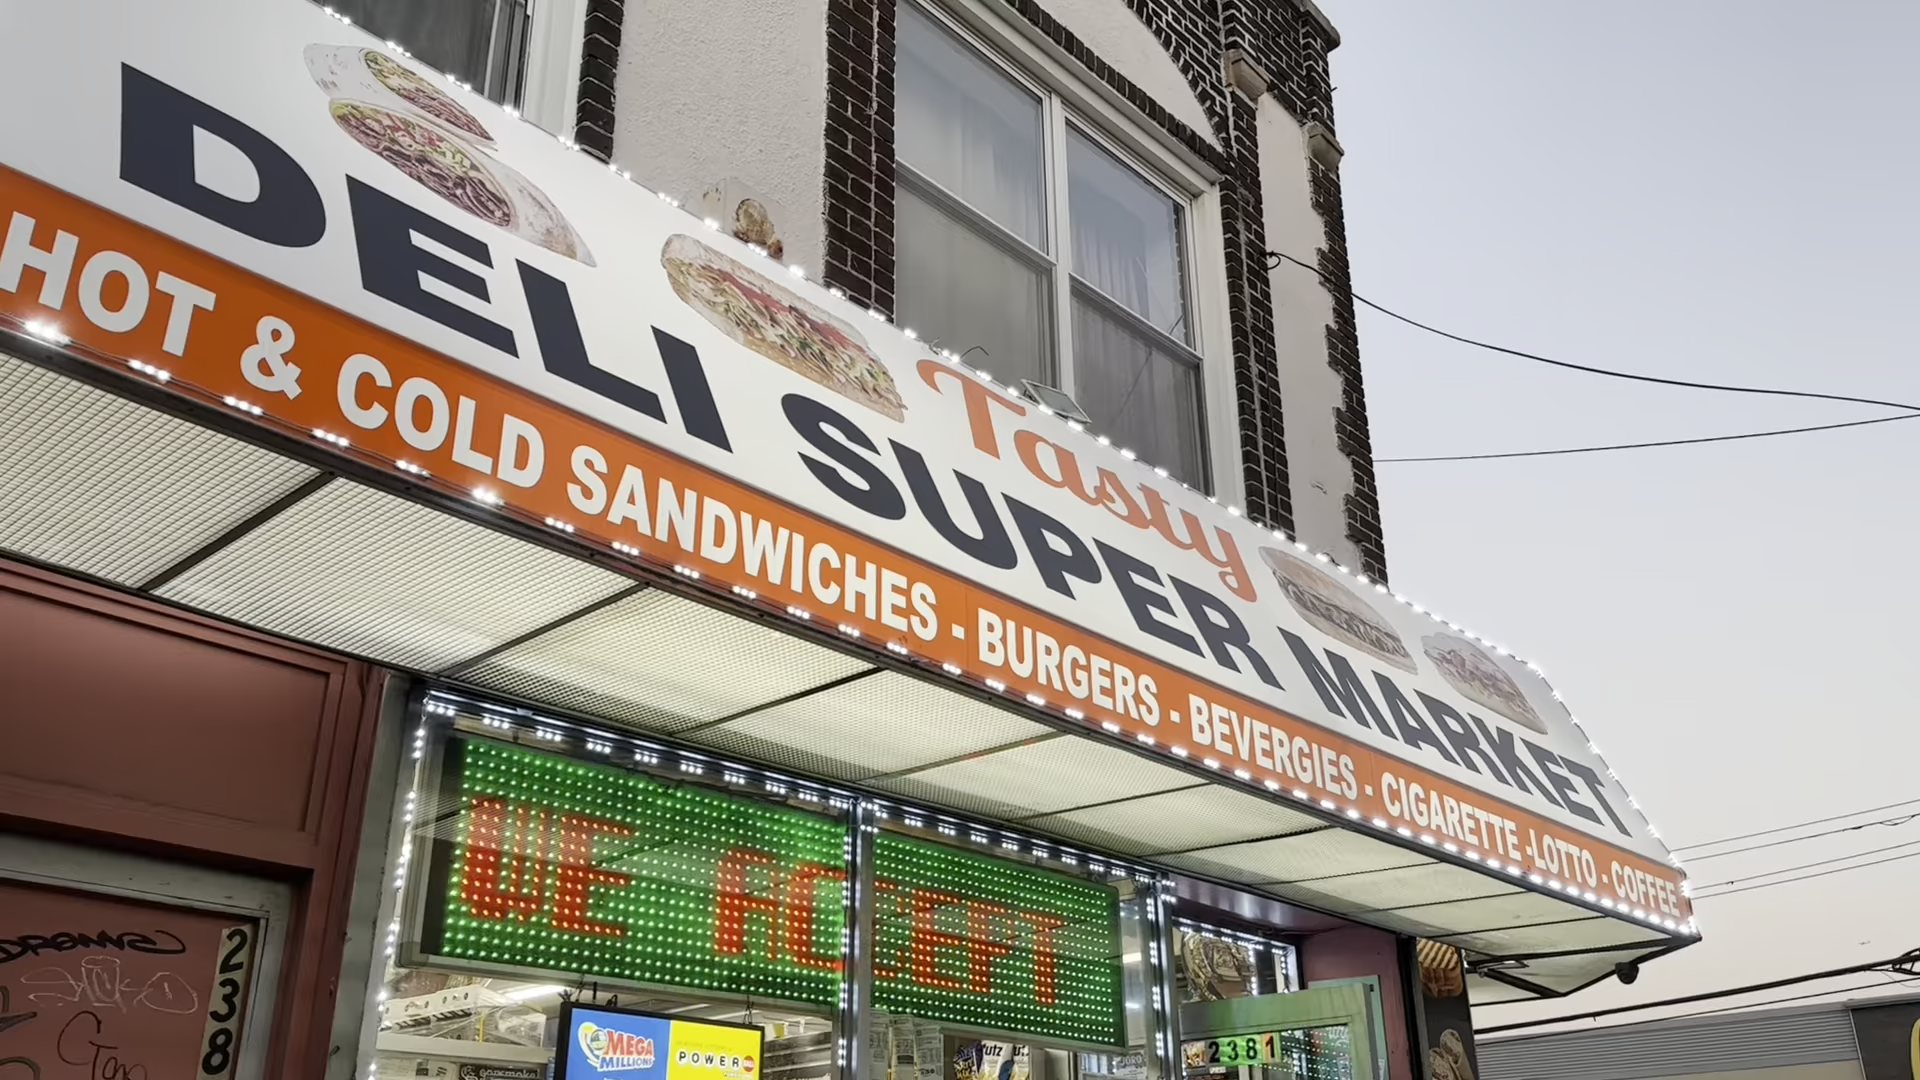 Tasty
DELI SUPER MARKET
HOT & COLD SANDWICHES - BURGERS - BEVERGIES - CIGARETTE - LOTTO - COFFEE
WE ACCEPT
238
MEGA
MILLIONS
POWER
2381